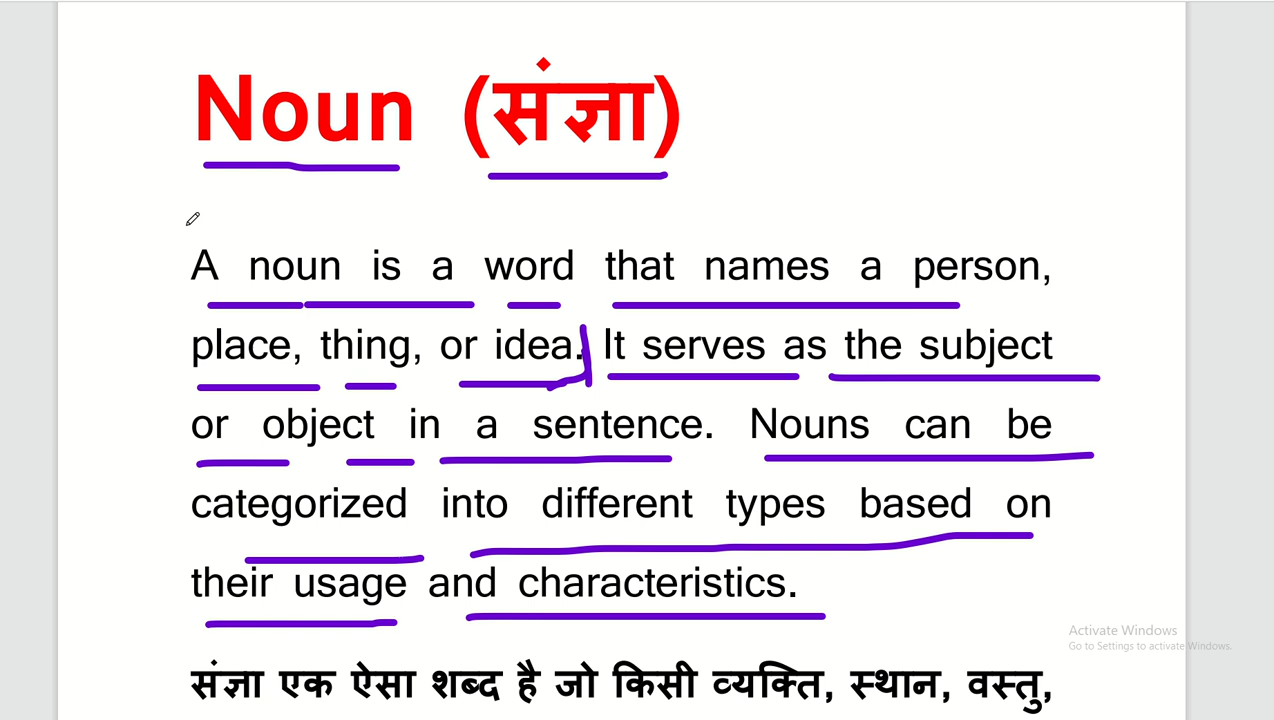 Noun (संज्ञा)
A noun is a word that names a person,
place, thing, or idea. It serves as the subject
or object in a sentence. Nouns can be
categorized into different types based on
their usage and characteristics.
Activate Windows
Go to Settings to activate Windows.
संज्ञा एक ऐसा शब्द है जो किसी व्यक्ति, स्थान, वस्तु,